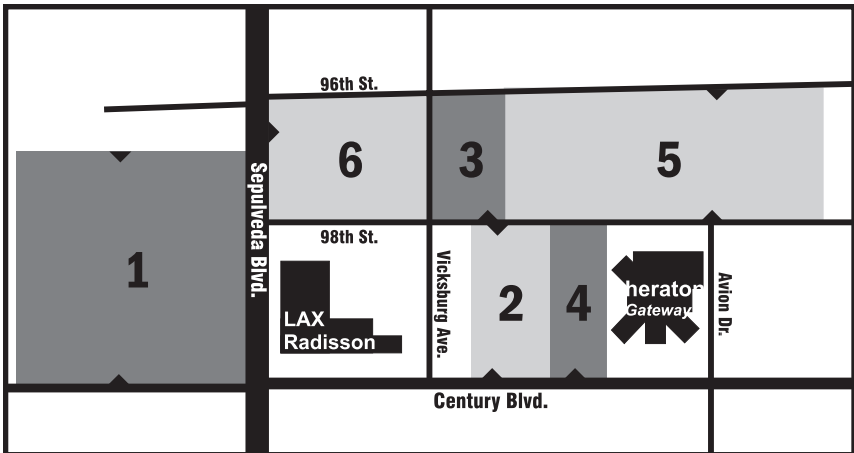 96th St.
6
3
5
Sepulveda Blvd.
1
98th St.
Vicksburg Ave.
2
4
heraton
Gateway
Avion Dr.
LAX
Radisson
Century Blvd.